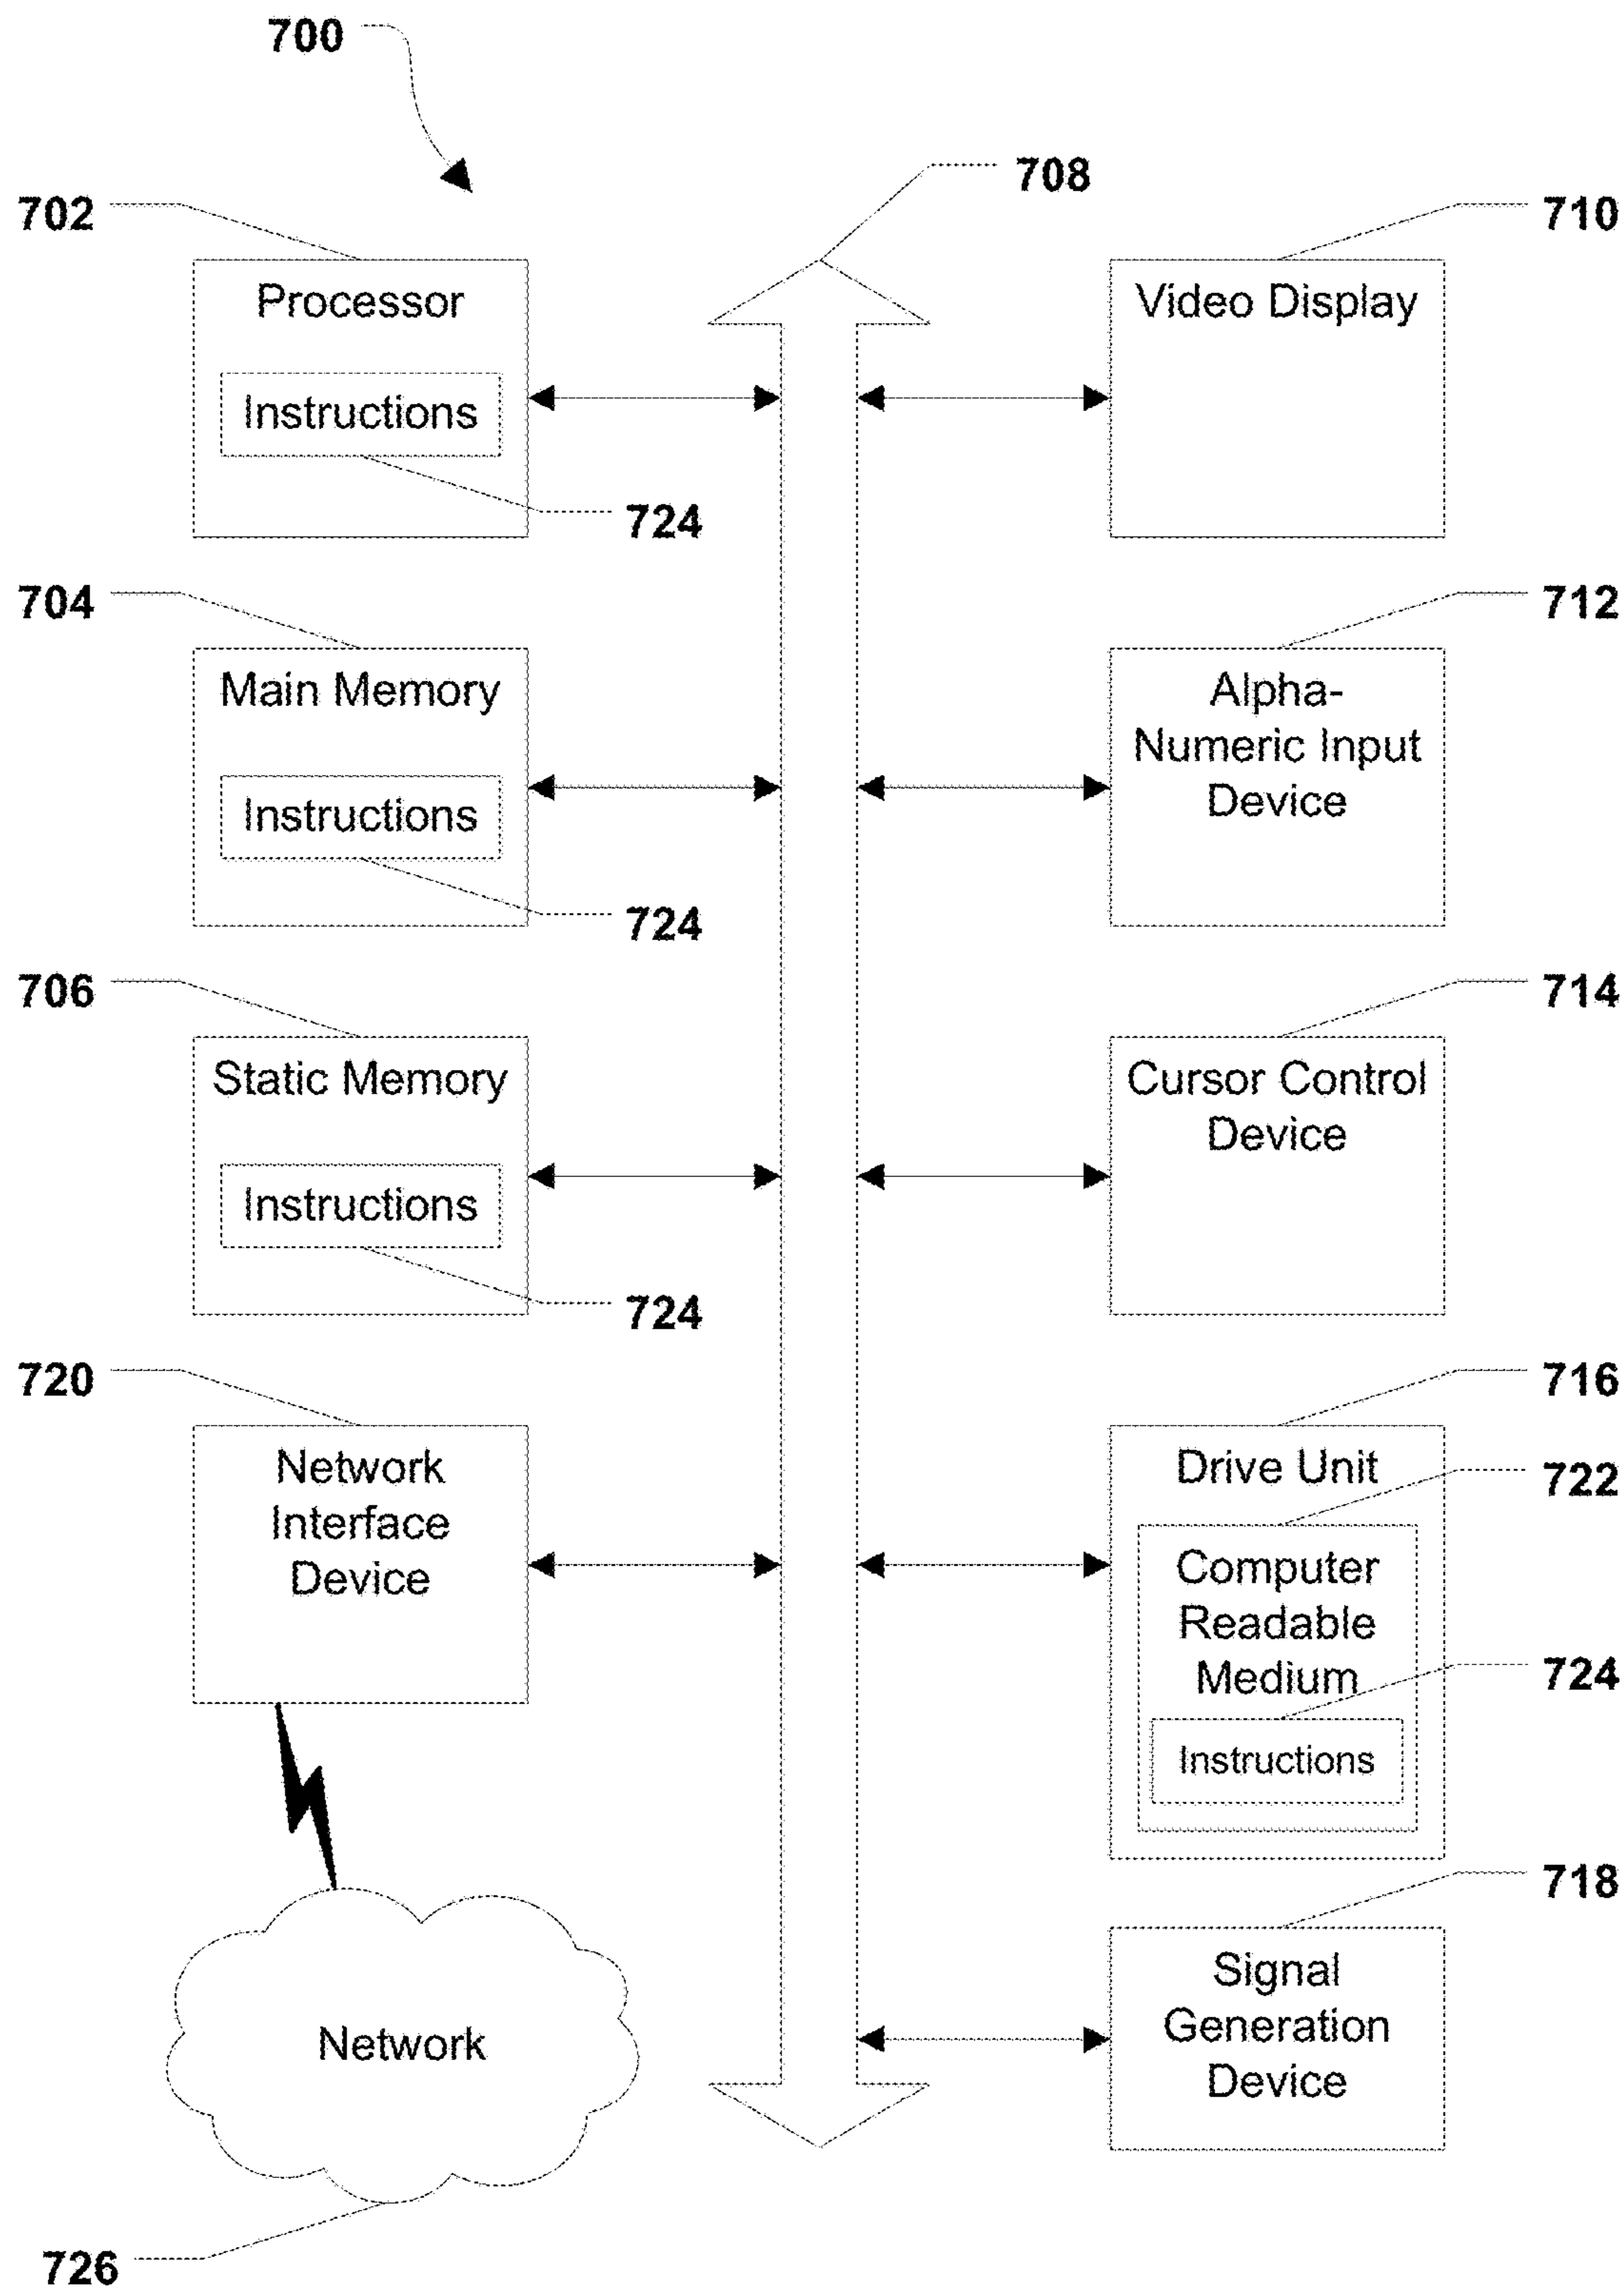 700
708
702
710
Processor
Instructions
724
Video Display
704
712
Main Memory
Instructions
724
Alpha-
Numeric Input
Device
706
714
Static Memory
Instructions
724
Cursor Control
Device
720
716
Network
Interface
Device
Drive Unit
722
Computer
Readable
Medium
724
Instructions
718
Signal
Generation
Device
Network
726